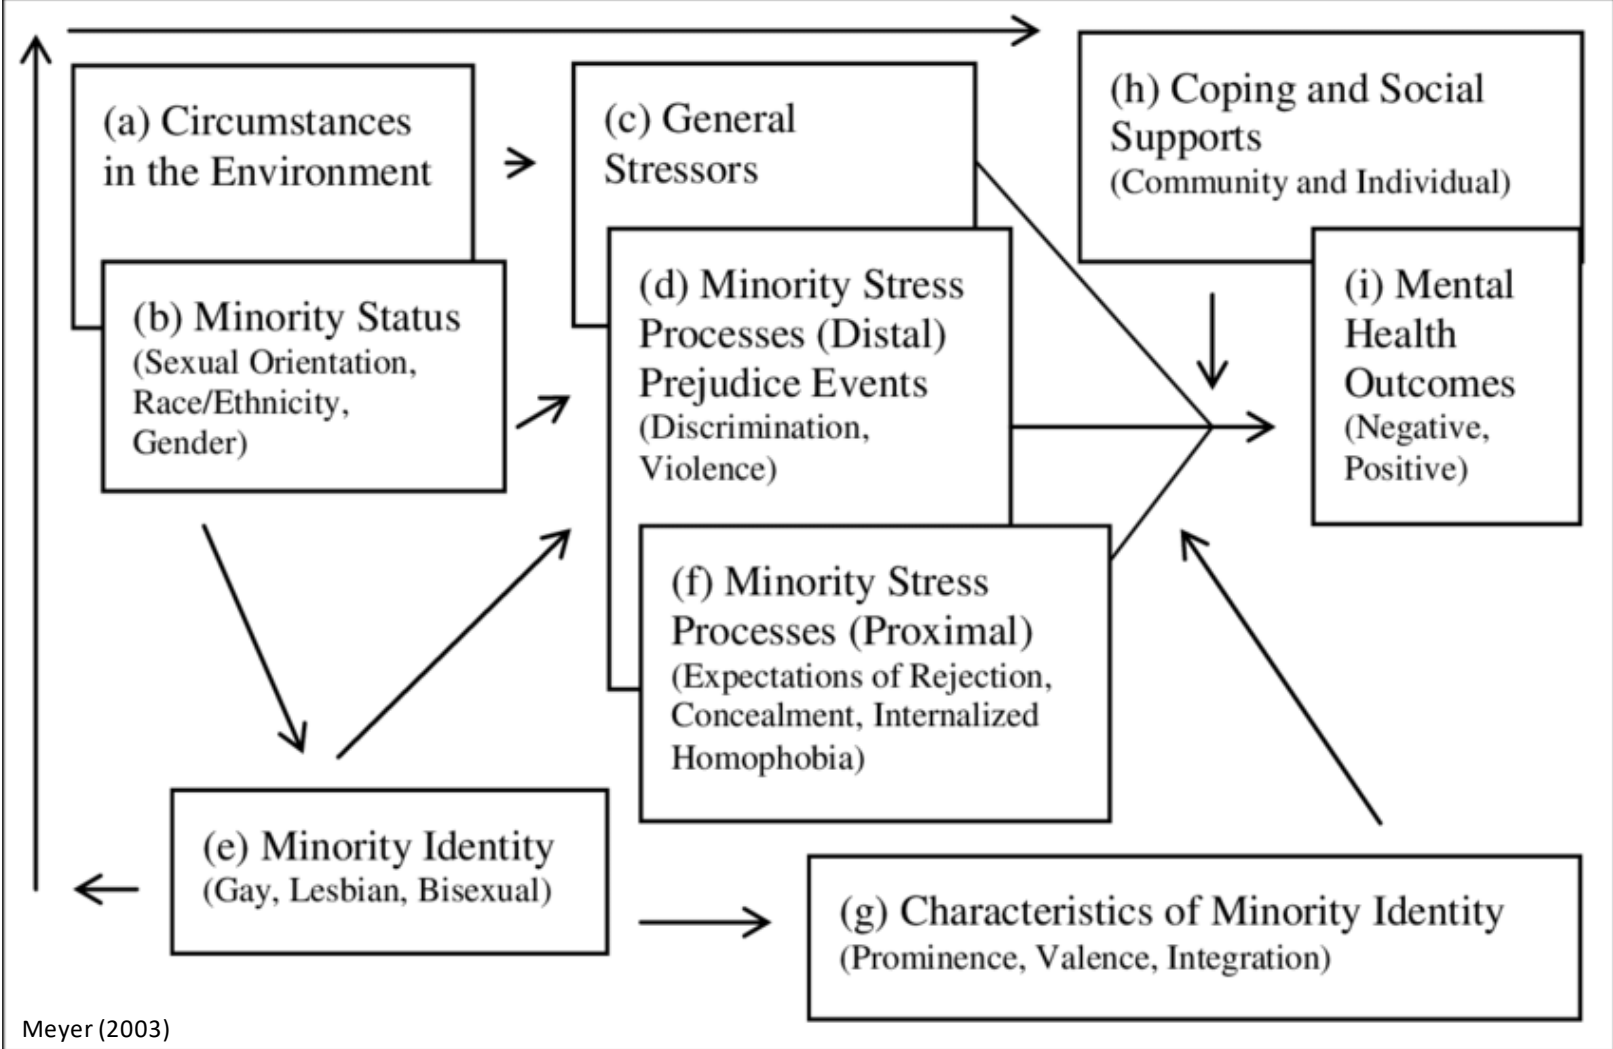 (a) Circumstances
in the Environment
(b) Minority Status
(Sexual Orientation,
Race/Ethnicity,
Gender)
(c) General
Stressors
(d) Minority Stress
Processes (Distal)
Prejudice Events
(Discrimination,
Violence)
(e) Minority Identity
(Gay, Lesbian, Bisexual)
(f) Minority Stress
Processes (Proximal)
(Expectations of Rejection,
Concealment, Internalized
Homophobia)
(g) Characteristics of Minority Identity
(Prominence, Valence, Integration)
(h) Coping and Social
Supports
(Community and Individual)
(i) Mental
Health
Outcomes
(Negative,
Positive)
Meyer (2003)